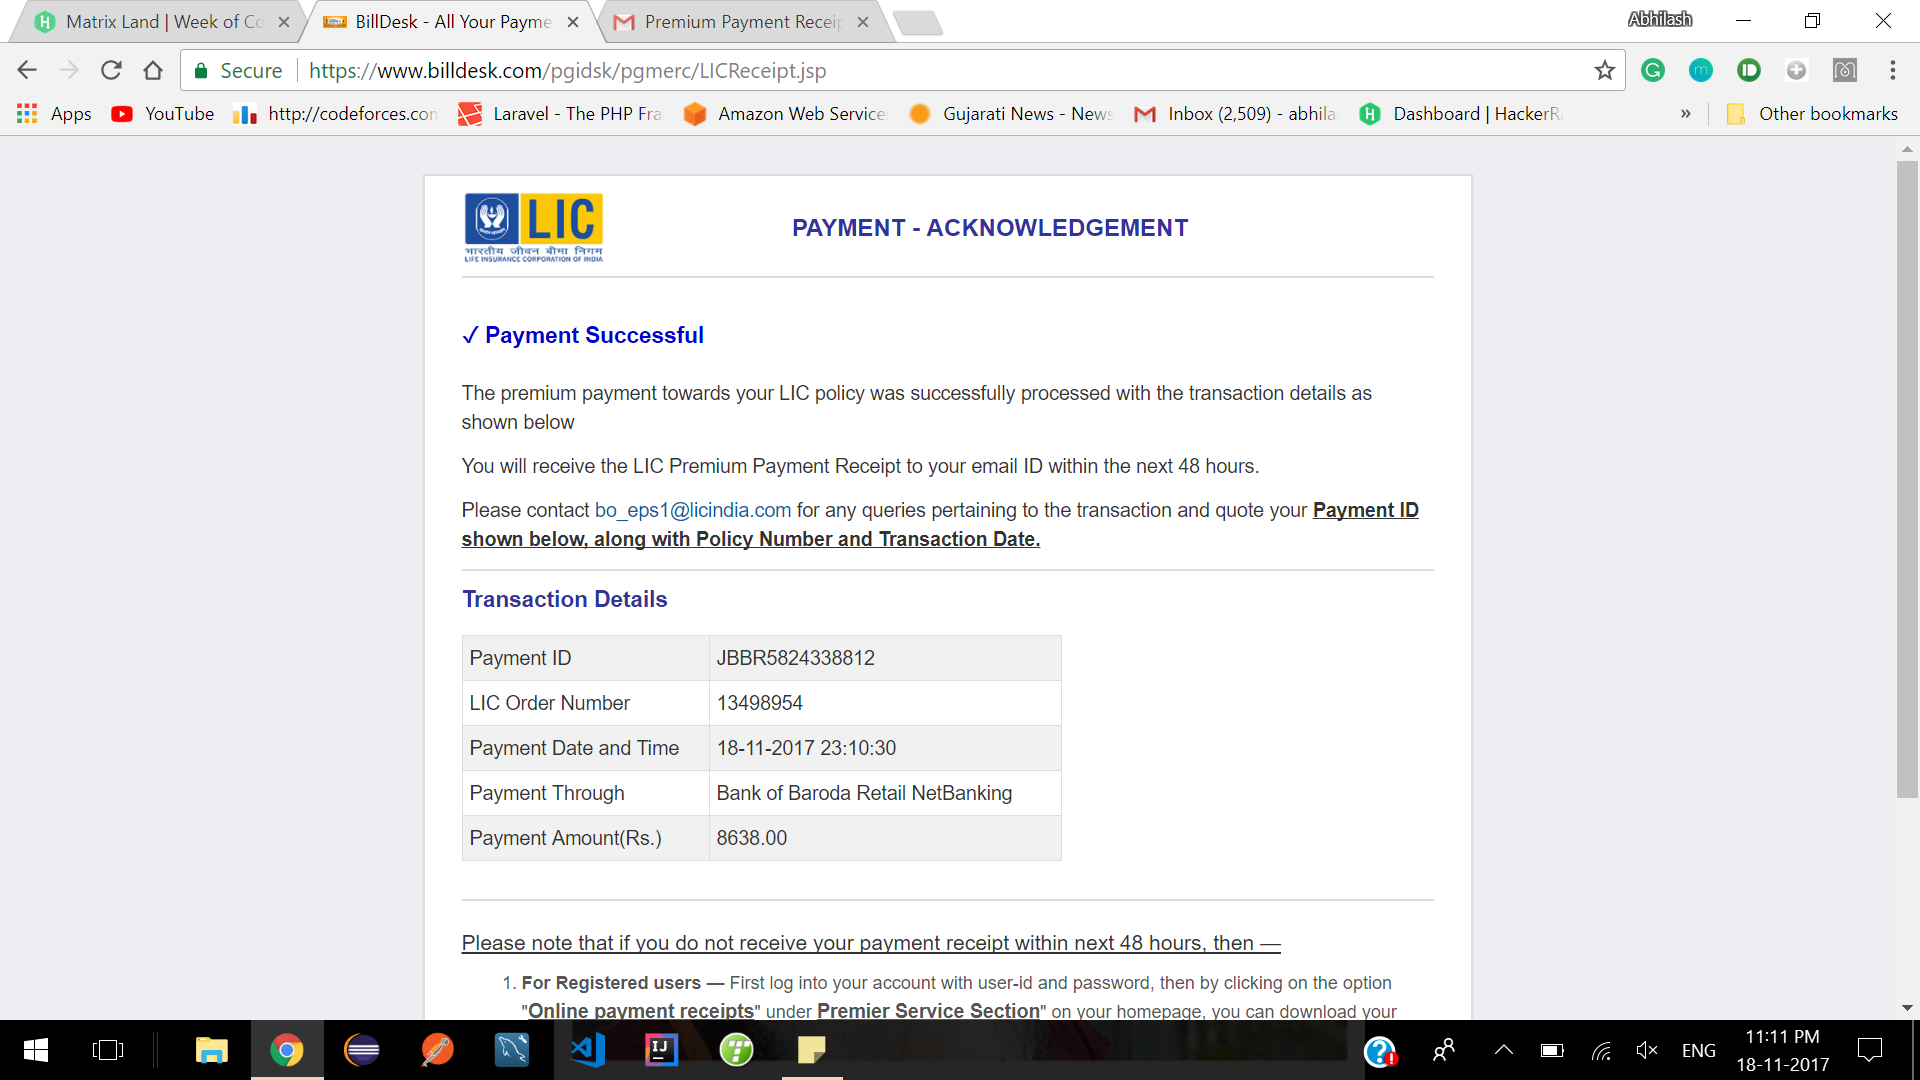 Matrix Land | Week of Co
BillDesk - All Your Payme
Premium Payment Receip
Abhilash
Secure
https://www.billdesk.com/pgidsk/pgmerc/LICReceipt.jsp
Apps
YouTube
http://codeforces.com
Laravel - The PHP Fra
Amazon Web Service
Gujarati News - News
Inbox (2,509) - abhila
Dashboard | HackerR
»
Other bookmarks
LIC
भारतीय जीवन बीमा निगम
LIFE INSURANCE CORPORATION OF INDIA
PAYMENT - ACKNOWLEDGEMENT
✓ Payment Successful
The premium payment towards your LIC policy was successfully processed with the transaction details as
shown below
You will receive the LIC Premium Payment Receipt to your email ID within the next 48 hours.
Please contact bo_eps1@licindia.com for any queries pertaining to the transaction and quote your Payment ID
shown below, along with Policy Number and Transaction Date.
Transaction Details
Payment ID JBBR5824338812
LIC Order Number 13498954
Payment Date and Time 18-11-2017 23:10:30
Payment Through Bank of Baroda Retail NetBanking
Payment Amount(Rs.) 8638.00
Please note that if you do not receive your payment receipt within next 48 hours, then —
1. For Registered users — First log into your account with user-id and password, then by clicking on the option
"Online payment receipts" under Premier Service Section" on your homepage, you can download your
ENG
11:11 PM
18-11-2017